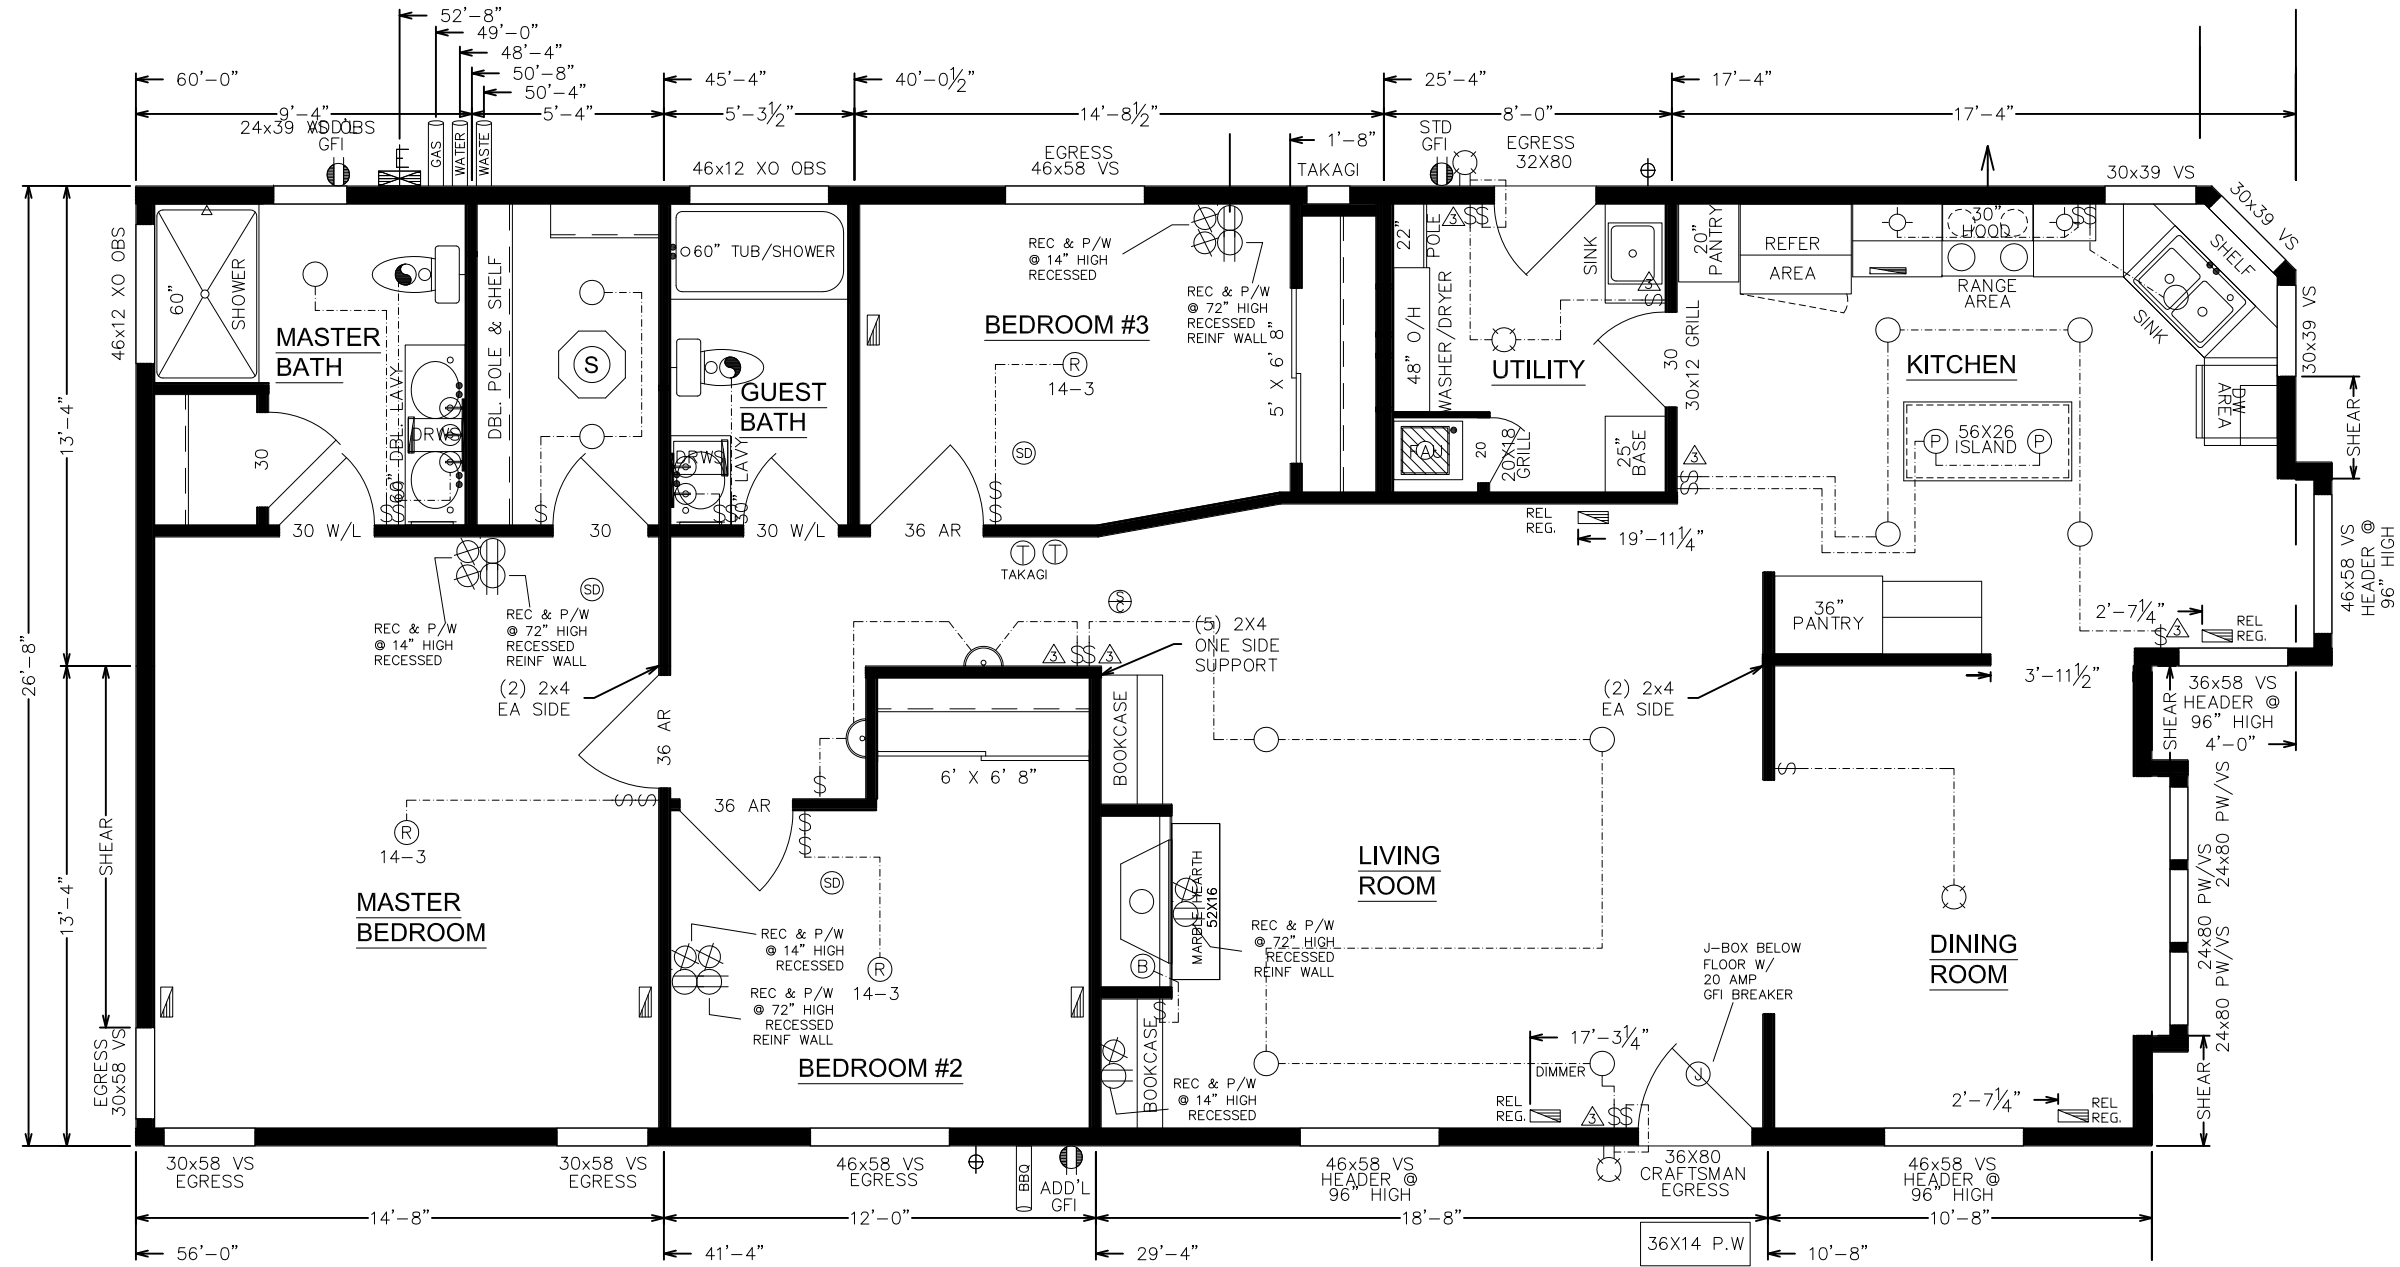 52'-8"
49'-0"
48'-4"
60'-0"
50'-8"
45'-4"
40'-0½"
25'-4"
17'-4"
50'-4"
9'-4"
5'-4"
5'-3½"
14'-8½"
8'-0"
17'-4"
24x39 VS OBS
ADD'L
GFI
E
GAS
WATER
WASTE
46x12 XO OBS
EGRESS
46x58 VS
1'-8"
TAKAGI
STD
GFI
EGRESS
32X80
30x39 VS
30x39 VS
30x39 VS
46x12 XO OBS
60"
SHOWER
MASTER
BATH
60" DBL. LAVY
DRWS
30
DBL. POLE & SHELF
S
60" TUB/SHOWER
GUEST
BATH
DRWS
30" LAVY
REC & P/W
@ 14" HIGH
RECESSED
REC & P/W
@ 72" HIGH
RECESSED
REINF WALL
BEDROOM #3
R
14-3
SD
5' X 6' 8"
22"
POLE
48" O/H
WASHER/DRYER
SINK
UTILITY
FAU
20
20X18
GRILL
25"
BASE
30
30x12 GRILL
20"
PANTRY
REFER
AREA
30"
HOOD
RANGE
AREA
SHELF
SINK
DW
AREA
KITCHEN
56X26
ISLAND
P
P
SHEAR
46x58 VS
HEADER @
96" HIGH
13'-4"
26'-8"
13'-4"
SHEAR
30 W/L
30
30 W/L
36 AR
TAKAGI
T
T
REL
REG.
19'-11¼"
REC & P/W
@ 14" HIGH
RECESSED
REC & P/W
@ 72" HIGH
RECESSED
REINF WALL
SD
SC
(5) 2X4
ONE SIDE
SUPPORT
36"
PANTRY
2'-7¼"
REL
REG.
3'-11½"
36x58 VS
HEADER @
96" HIGH
4'-0"
SHEAR
(2) 2x4
EA SIDE
(2) 2x4
EA SIDE
36 AR
36 AR
6' X 6' 8"
BOOKCASE
R
14-3
SD
MASTER
BEDROOM
REC & P/W
@ 14" HIGH
RECESSED
REC & P/W
@ 72" HIGH
RECESSED
REINF WALL
R
14-3
BEDROOM #2
MARBLE HEARTH
52X16
B
REC & P/W
@ 72" HIGH
RECESSED
REINF WALL
LIVING
ROOM
J-BOX BELOW
FLOOR W/
20 AMP
GFI BREAKER
J
DINING
ROOM
24x80 PW/VS
24x80 PW/VS
24x80 PW/VS
24x80 PW/VS
BOOKCASE
REC & P/W
@ 14" HIGH
RECESSED
17'-3¼"
DIMMER
REL
REG.
2'-7¼"
REL
REG.
SHEAR
EGRESS
30x58 VS
30x58 VS
EGRESS
30x58 VS
EGRESS
46x58 VS
EGRESS
BBQ
ADD'L
GFI
46x58 VS
HEADER @
96" HIGH
36X80
CRAFTSMAN
EGRESS
46x58 VS
HEADER @
96" HIGH
14'-8"
12'-0"
18'-8"
10'-8"
56'-0"
41'-4"
29'-4"
36X14 P.W
10'-8"